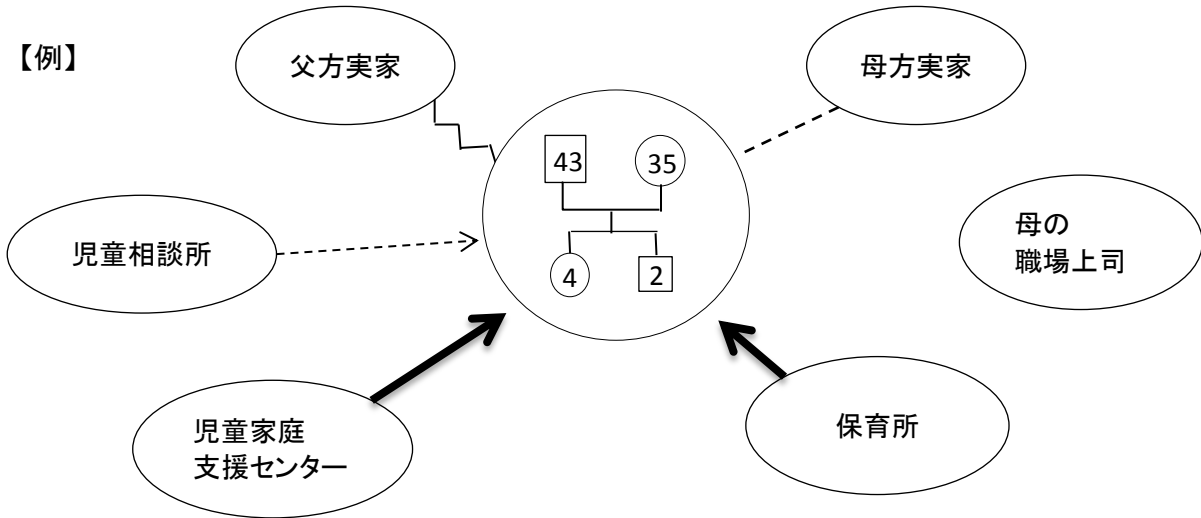 【例】
父方実家
母方実家
43
35
4
2
児童相談所
母の
職場上司
児童家庭
支援センター
保育所